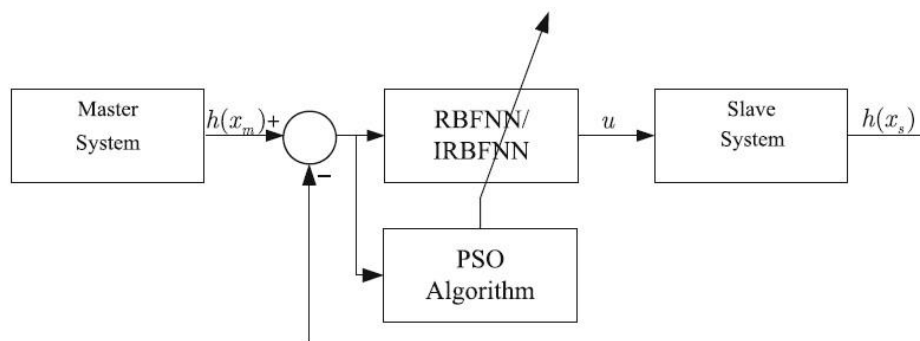 Master
System
h(x_m)+
−
RBFNN/
IRBFNN
u
Slave
System
h(x_s)
PSO
Algorithm